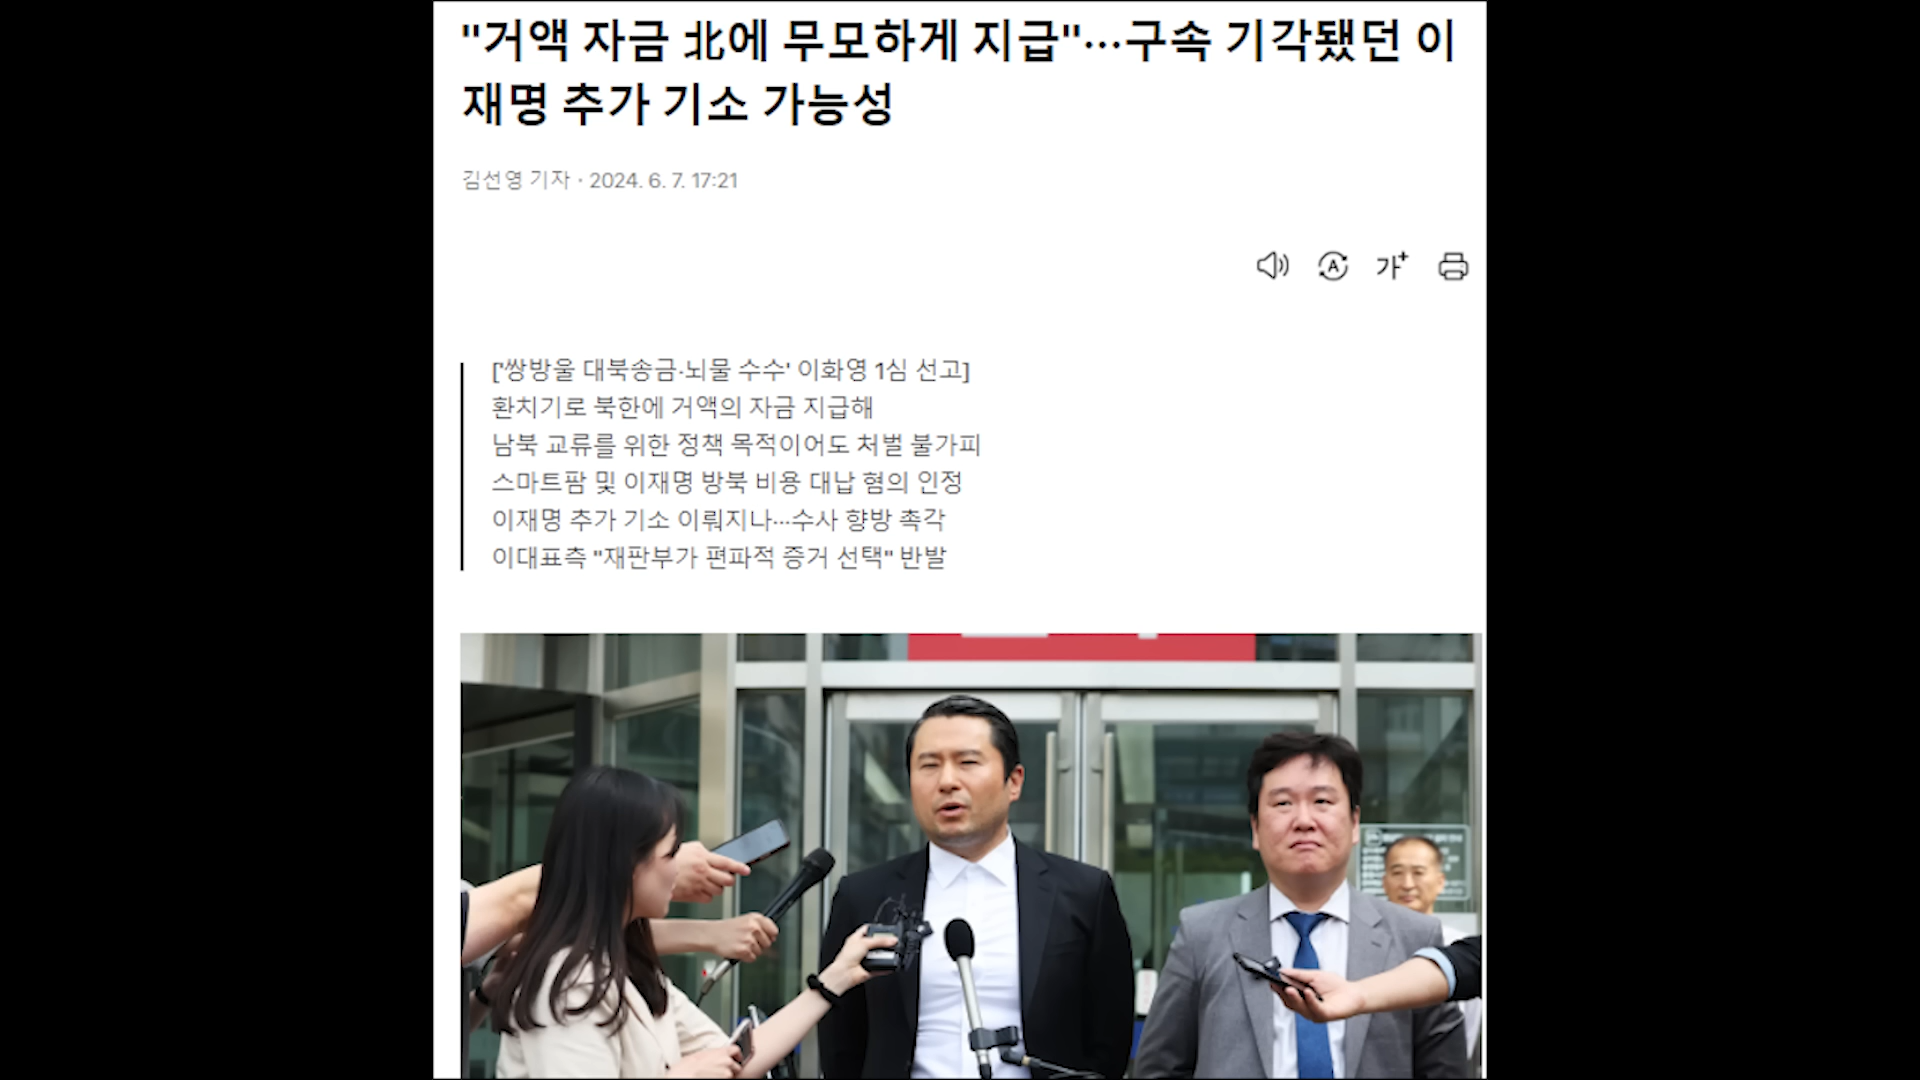 "거액 자금 北에 무모하게 지급"…구속 기각됐던 이
재명 추가 기소 가능성
김선영 기자 · 2024. 6. 7. 17:21
가+
['쌍방울 대북송금·뇌물 수수' 이화영 1심 선고]
환치기로 북한에 거액의 자금 지급해
남북 교류를 위한 정책 목적이어도 처벌 불가피
스마트팜 및 이재명 방북 비용 대납 혐의 인정
이재명 추가 기소 이뤄지나…수사 향방 촉각
이대표측 "재판부가 편파적 증거 선택" 반발